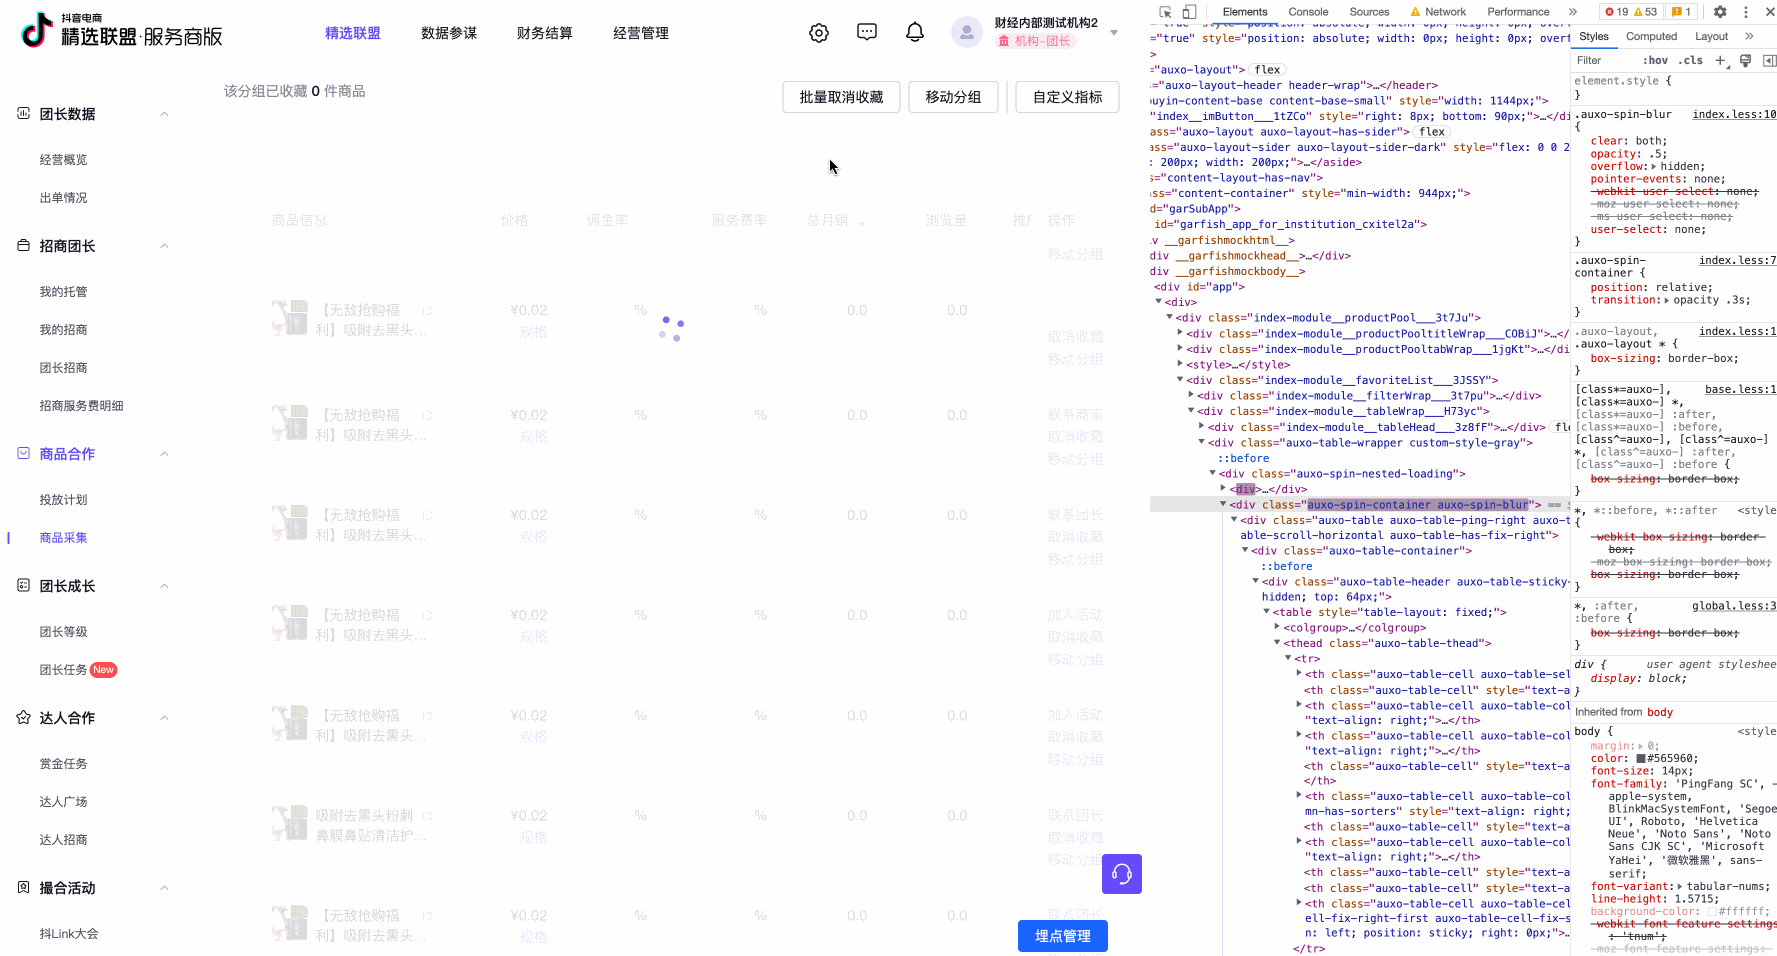 抖音电商
精选联盟·服务商版
精选联盟
数据参谋
财务结算
经营管理
财经内部测试机构2
机构-团长
团长数据
经营概览
出单情况
招商团长
我的托管
我的招商
团长招商
招商服务费明细
商品合作
投放计划
商品采集
团长成长
团长等级
团长任务 New
达人合作
赏金任务
达人广场
达人招商
撮合活动
抖Link大会
该分组已收藏 0 件商品
批量取消收藏
移动分组
自定义指标
商品信息 价格 佣金率 服务费率 总月销 浏览量 操作
移动分组
【无敌抢购福
利】吸附去黑头...
¥0.02
规格
% % 0.0 0.0
取消收藏
移动分组
【无敌抢购福
利】吸附去黑头...
¥0.02
规格
% % 0.0 0.0
联系商家
取消收藏
移动分组
【无敌抢购福
利】吸附去黑头...
¥0.02
规格
% % 0.0 0.0
联系团长
取消收藏
移动分组
【无敌抢购福
利】吸附去黑头...
¥0.02
规格
% % 0.0 0.0
加入活动
取消收藏
移动分组
【无敌抢购福
利】吸附去黑头...
¥0.02
规格
% % 0.0 0.0
加入活动
取消收藏
移动分组
吸附去黑头粉刺
鼻膜鼻贴清洁护...
¥0.02
规格
% % 0.0 0.0
联系团长
取消收藏
移动分组
【无敌抢购福
利】吸附去黑头...
¥0.02
规格
% % 0.0 0.0
联系团长
取消收藏
埋点管理
Elements Console Sources Network Performance » 19 53 1
="true" style="position: absolute; width: 0px; height: 0px; overf
>
="auxo-layout"> flex
="auxo-layout-header header-wrap">…</header>
ouyin-content-base content-base-small" style="width: 1144px;">
"index__imButton___1tZCo" style="right: 8px; bottom: 90px;">…</di
ass="auxo-layout auxo-layout-has-sider"> flex
ass="auxo-layout-sider auxo-layout-sider-dark" style="flex: 0 0 2
: 200px; width: 200px;">…</aside>
="content-layout-has-nav">
ss="content-container" style="min-width: 944px;">
d="garSubApp">
id="garfish_app_for_institution_cxitel2a">
v __garfishmockhtml__>
div __garfishmockhead__>…</div>
div __garfishmockbody__>
<div id="app">
<div>
<div class="index-module__productPool___3t7Ju">
<div class="index-module__productPooltitleWrap___COBiJ">…</
<div class="index-module__productPooltabWrap___1jgKt">…</di
<style>…</style>
<div class="index-module__favoriteList___3JSSY">
<div class="index-module__filterWrap___3t7pu">…</div>
<div class="index-module__tableWrap___H73yc">
<div class="index-module__tableHead___3z8fF">…</div> fle
<div class="auxo-table-wrapper custom-style-gray">
::before
<div class="auxo-spin-nested-loading">
<div>…</div>
<div class="auxo-spin-container auxo-spin-blur"> ==
<div class="auxo-table auxo-table-ping-right auxo-t
able-scroll-horizontal auxo-table-has-fix-right">
<div class="auxo-table-container">
::before
<div class="auxo-table-header auxo-table-sticky-
hidden; top: 64px;">
<table style="table-layout: fixed;">
<colgroup>…</colgroup>
<thead class="auxo-table-thead">
<tr>
<th class="auxo-table-cell auxo-table-sel
<th class="auxo-table-cell" style="text-a
<th class="auxo-table-cell auxo-table-col
"text-align: right;">…</th>
<th class="auxo-table-cell auxo-table-col
"text-align: right;">…</th>
<th class="auxo-table-cell" style="text-a
</th>
<th class="auxo-table-cell auxo-table-col
mn-has-sorters" style="text-align: right;
<th class="auxo-table-cell" style="text-a
<th class="auxo-table-cell auxo-table-col
"text-align: right;">…</th>
<th class="auxo-table-cell" style="text-a
<th class="auxo-table-cell" style="text-a
<th class="auxo-table-cell auxo-table-cel
ell-fix-right-first auxo-table-cell-fix-s
n: left; position: sticky; right: 0px;">…
</tr>
Styles Computed Layout »
Filter :hov .cls +
element.style {
}
.auxo-spin-blur index.less:10
{
clear: both;
opacity: .5;
overflow: hidden;
pointer-events: none;
-webkit-user-select: none;
-moz-user-select: none;
-ms-user-select: none;
user-select: none;
}
.auxo-spin- index.less:7
container {
position: relative;
transition: opacity .3s;
}
.auxo-layout, index.less:1
.auxo-layout * {
box-sizing: border-box;
}
[class*=auxo-], base.less:1
[class*=auxo-] *,
[class*=auxo-] :after,
[class*=auxo-] :before,
[class^=auxo-], [class^=auxo-]
*, [class^=auxo-] :after,
[class^=auxo-] :before {
box-sizing: border-box;
}
*, *::before, *::after <style
{
-webkit-box-sizing: border-
box;
-moz-box-sizing: border-box;
box-sizing: border-box;
}
*, :after, global.less:3
:before {
box-sizing: border-box;
}
div { user agent styleshee
display: block;
}
Inherited from body
body { <style
margin: 0;
color: #565960;
font-size: 14px;
font-family: 'PingFang SC', -
apple-system,
BlinkMacSystemFont, 'Segoe
UI', Roboto, 'Helvetica
Neue', 'Noto Sans', 'Noto
Sans CJK SC', 'Microsoft
YaHei', '微软雅黑', sans-
serif;
font-variant: tabular-nums;
line-height: 1.5715;
background-color: #ffffff;
-webkit-font-feature-settings
: 'tnum';
-moz-font-feature-settings: